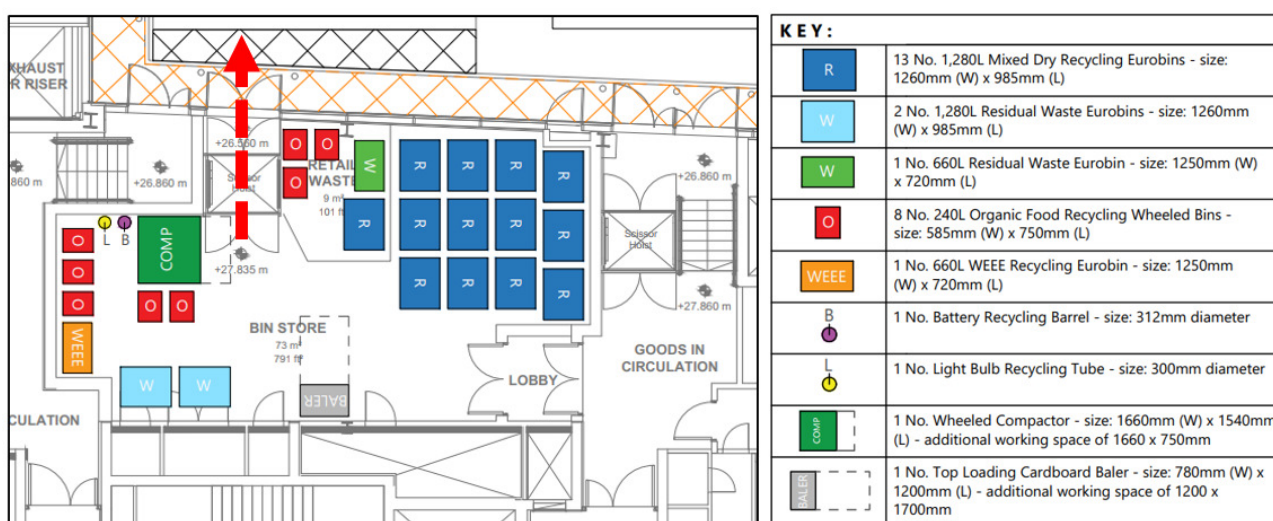 XHAUST
R RISER
.860 m
+26.860 m
+26.560 m
Scissor
Hoist
RETAIL
WASTE
9 m²
101 ft²
O
O
O
W
R
R
R
R
R
R
R
R
R
R
R
R
R
L
B
COMP
+27.835 m
O
O
O
O
O
WEEE
W
W
BIN STORE
73 m²
791 ft²
BALER
LOBBY
Scissor
Hoist
+26.860 m
+27.860 m
GOODS IN
CIRCULATION
CULATION
KEY:
R
13 No. 1,280L Mixed Dry Recycling Eurobins - size:
1260mm (W) x 985mm (L)
W
2 No. 1,280L Residual Waste Eurobins - size: 1260mm
(W) x 985mm (L)
W
1 No. 660L Residual Waste Eurobin - size: 1250mm (W)
x 720mm (L)
O
8 No. 240L Organic Food Recycling Wheeled Bins -
size: 585mm (W) x 750mm (L)
WEEE
1 No. 660L WEEE Recycling Eurobin - size: 1250mm
(W) x 720mm (L)
B
1 No. Battery Recycling Barrel - size: 312mm diameter
L
1 No. Light Bulb Recycling Tube - size: 300mm diameter
COMP
1 No. Wheeled Compactor - size: 1660mm (W) x 1540mm
(L) - additional working space of 1660 x 750mm
BALER
1 No. Top Loading Cardboard Baler - size: 780mm (W) x
1200mm (L) - additional working space of 1200 x
1700mm